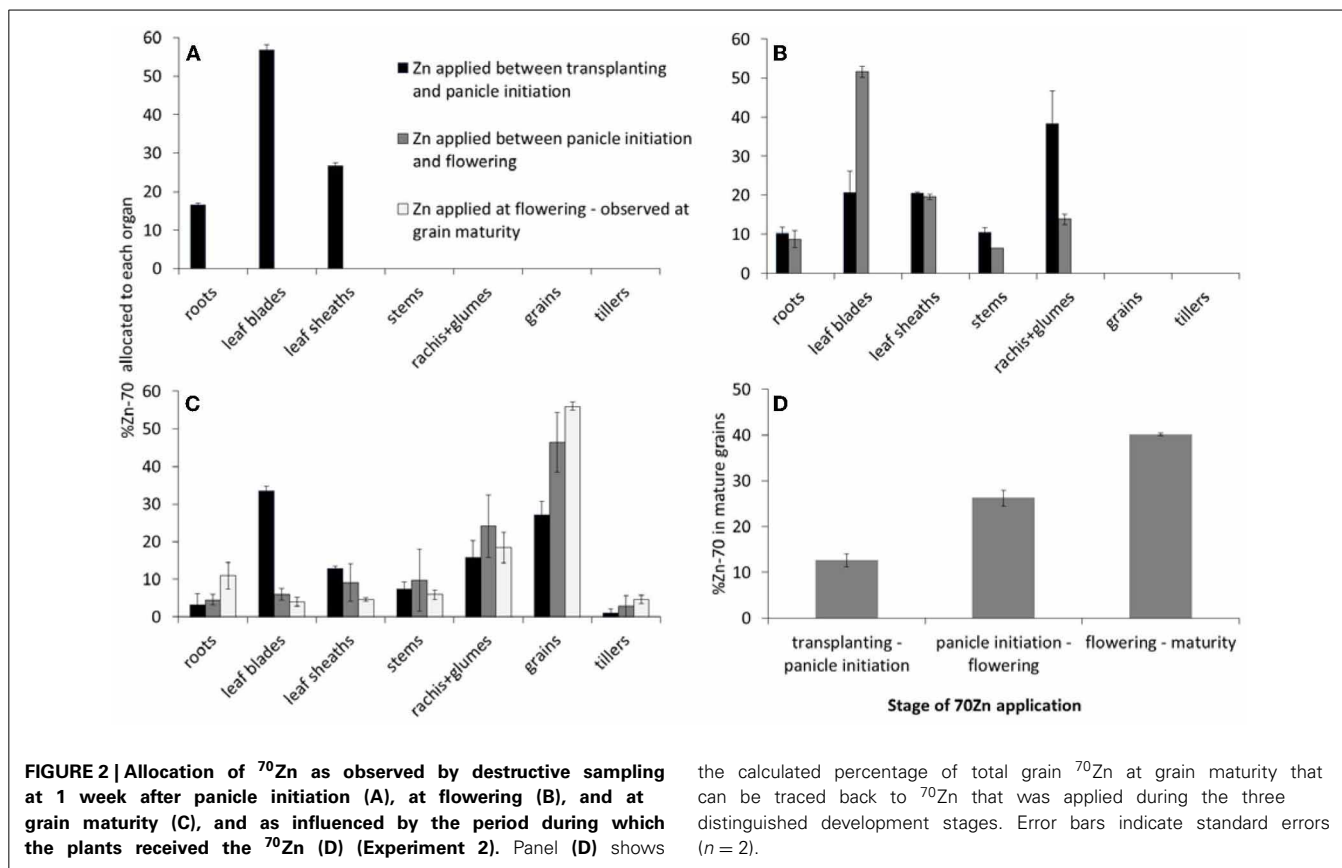 A
60
50
40
30
20
10
0
%Zn-70 allocated to each organ
Zn applied between transplanting
and panicle initiation
Zn applied between panicle initiation
and flowering
Zn applied at flowering - observed at
grain maturity
roots
leaf blades
leaf sheaths
stems
rachis+glumes
grains
tillers
B
60
50
40
30
20
10
0
roots
leaf blades
leaf sheaths
stems
rachis+glumes
grains
tillers
C
60
50
40
30
20
10
0
roots
leaf blades
leaf sheaths
stems
rachis+glumes
grains
tillers
D
50
40
30
20
10
0
%Zn-70 in mature grains
transplanting -
panicle initiation
panicle initiation -
flowering
flowering - maturity
Stage of 70Zn application
FIGURE 2 | Allocation of ⁷⁰Zn as observed by destructive sampling
at 1 week after panicle initiation (A), at flowering (B), and at
grain maturity (C), and as influenced by the period during which
the plants received the ⁷⁰Zn (D) (Experiment 2). Panel (D) shows
the calculated percentage of total grain ⁷⁰Zn at grain maturity that
can be traced back to ⁷⁰Zn that was applied during the three
distinguished development stages. Error bars indicate standard errors
(n = 2).